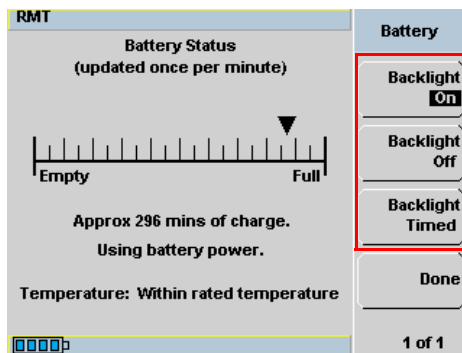 RMT
Battery Status
(updated once per minute)
Empty
Full
Approx 296 mins of charge.
Using battery power.
Temperature: Within rated temperature
Battery
Backlight
On
Backlight
Off
Backlight
Timed
Done
1 of 1